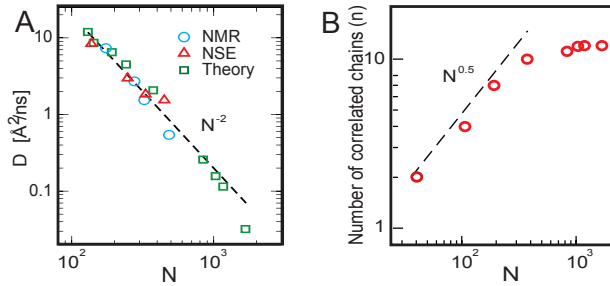 A
10
1
0.1
D [Å²/ns]
NMR
NSE
Theory
N⁻²
10² 10³
N
B
Number of correlated chains (n)
10
1
N⁰·⁵
10² 10³
N